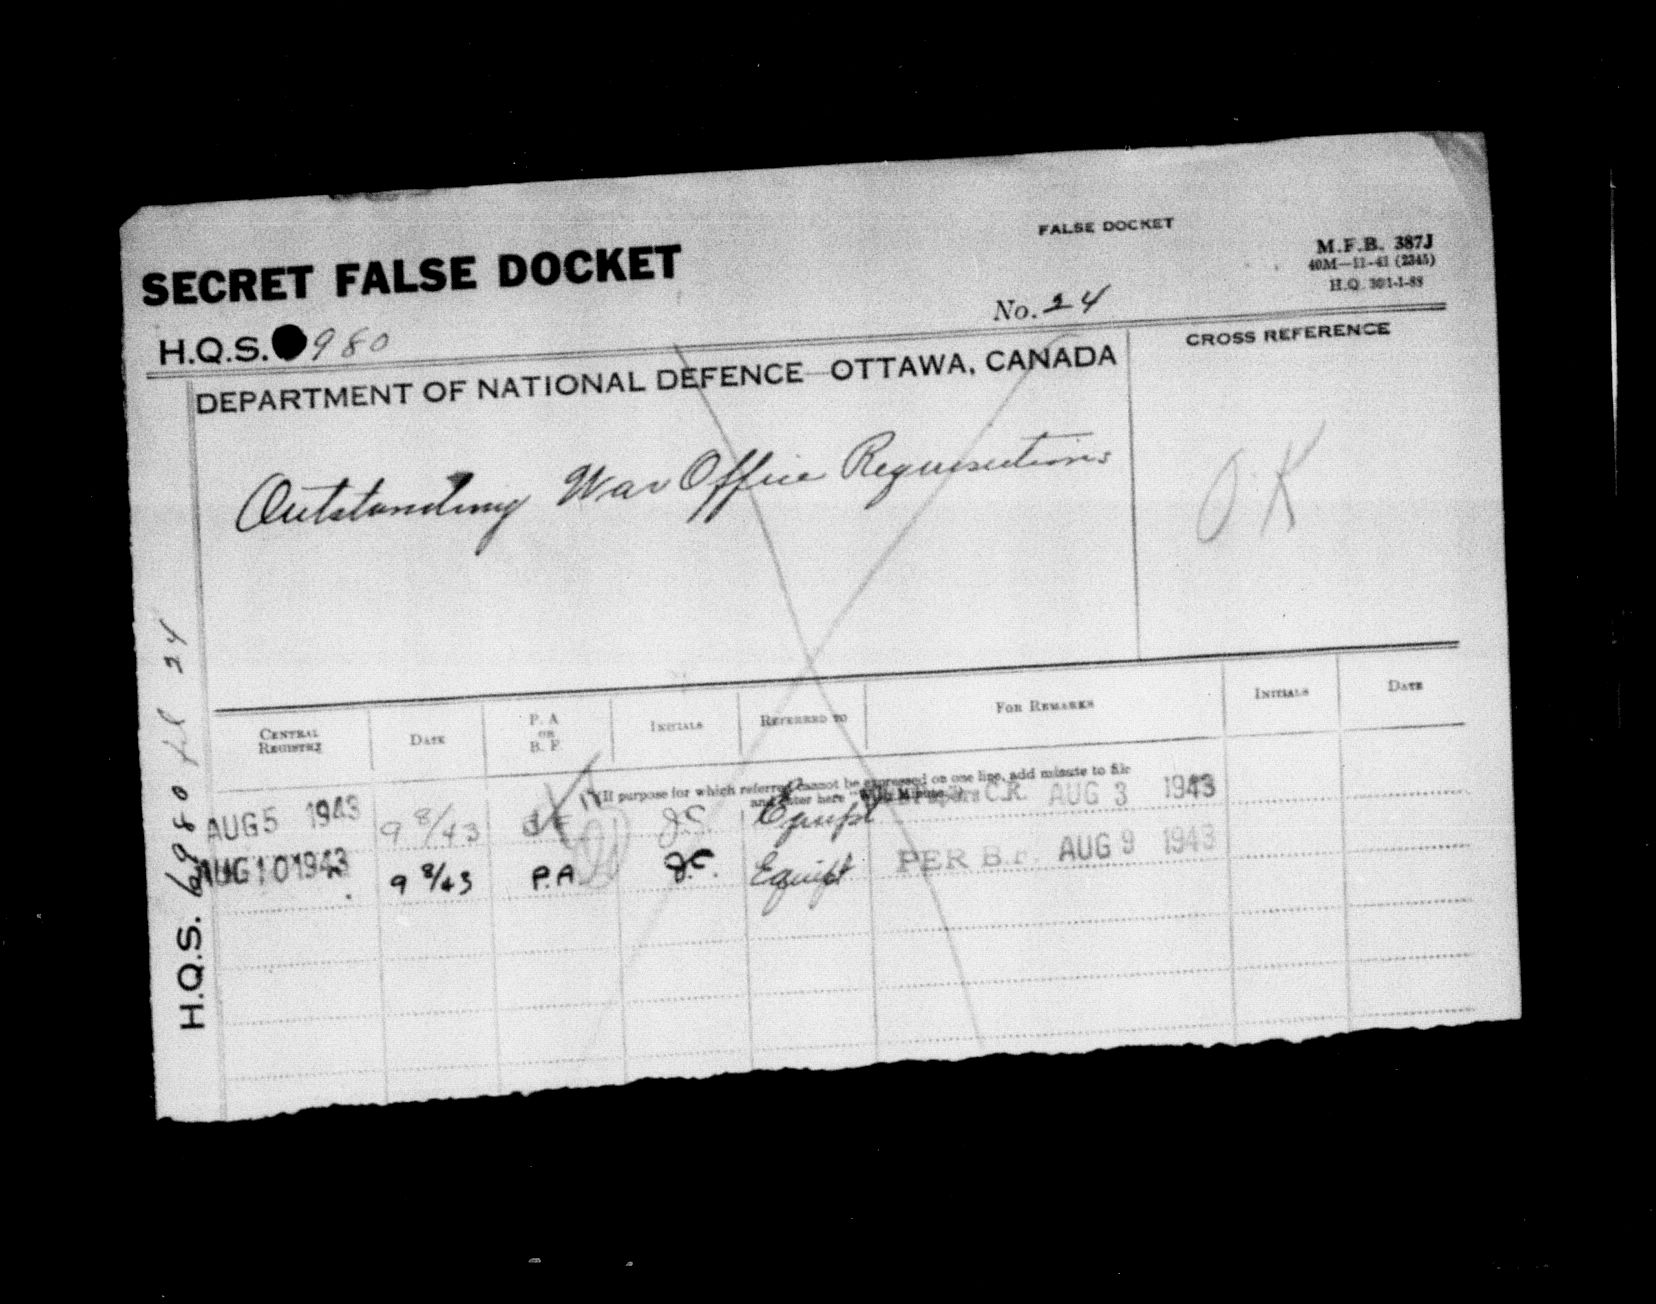 FALSE DOCKET
SECRET FALSE DOCKET
M.F.B. 387J
40M—11-41 (2345)
H.Q. 301-1-88
No. 24
H.Q.S. 6980
CROSS REFERENCE
DEPARTMENT OF NATIONAL DEFENCE OTTAWA, CANADA
Outstanding War Office Requisitions
O.K
CENTRAL REGISTRY
DATE
P. A. OR B. F.
INITIALS
REFERRED TO
FOR REMARKS
INITIALS
DATE
If purpose for which referred cannot be expressed on one line, add minute to file
and enter here "With Minute"
AUG 5 1943 9 8/43 J.C. Equipt C.R. AUG 3 1943
AUG 10 1943 9 8/43 P.A J.C. Equipt PER B.F. AUG 9 1943
H.Q.S. 6980 fd 24